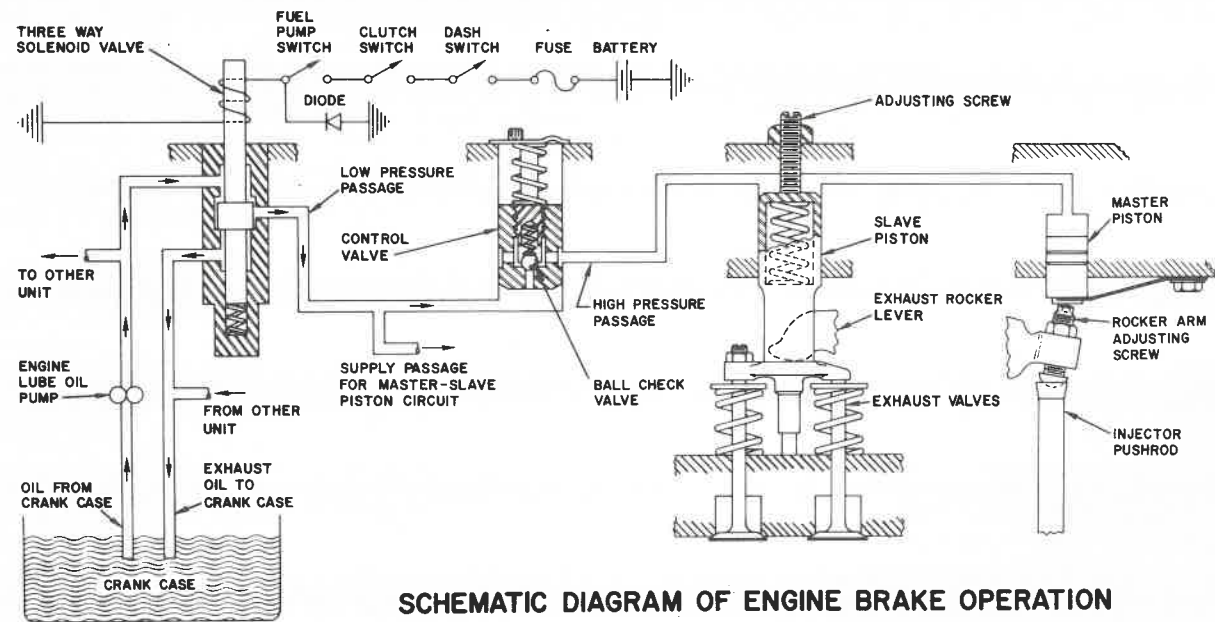 THREE WAY
SOLENOID VALVE
FUEL
PUMP
SWITCH
CLUTCH
SWITCH
DASH
SWITCH
FUSE
BATTERY
DIODE
ADJUSTING SCREW
LOW PRESSURE
PASSAGE
CONTROL
VALVE
SLAVE
PISTON
MASTER
PISTON
TO OTHER
UNIT
HIGH PRESSURE
PASSAGE
EXHAUST ROCKER
LEVER
ROCKER ARM
ADJUSTING
SCREW
ENGINE
LUBE OIL
PUMP
SUPPLY PASSAGE
FOR MASTER-SLAVE
PISTON CIRCUIT
BALL CHECK
VALVE
EXHAUST VALVES
FROM OTHER
UNIT
INJECTOR
PUSHROD
OIL FROM
CRANK CASE
EXHAUST
OIL TO
CRANK CASE
CRANK CASE
SCHEMATIC DIAGRAM OF ENGINE BRAKE OPERATION